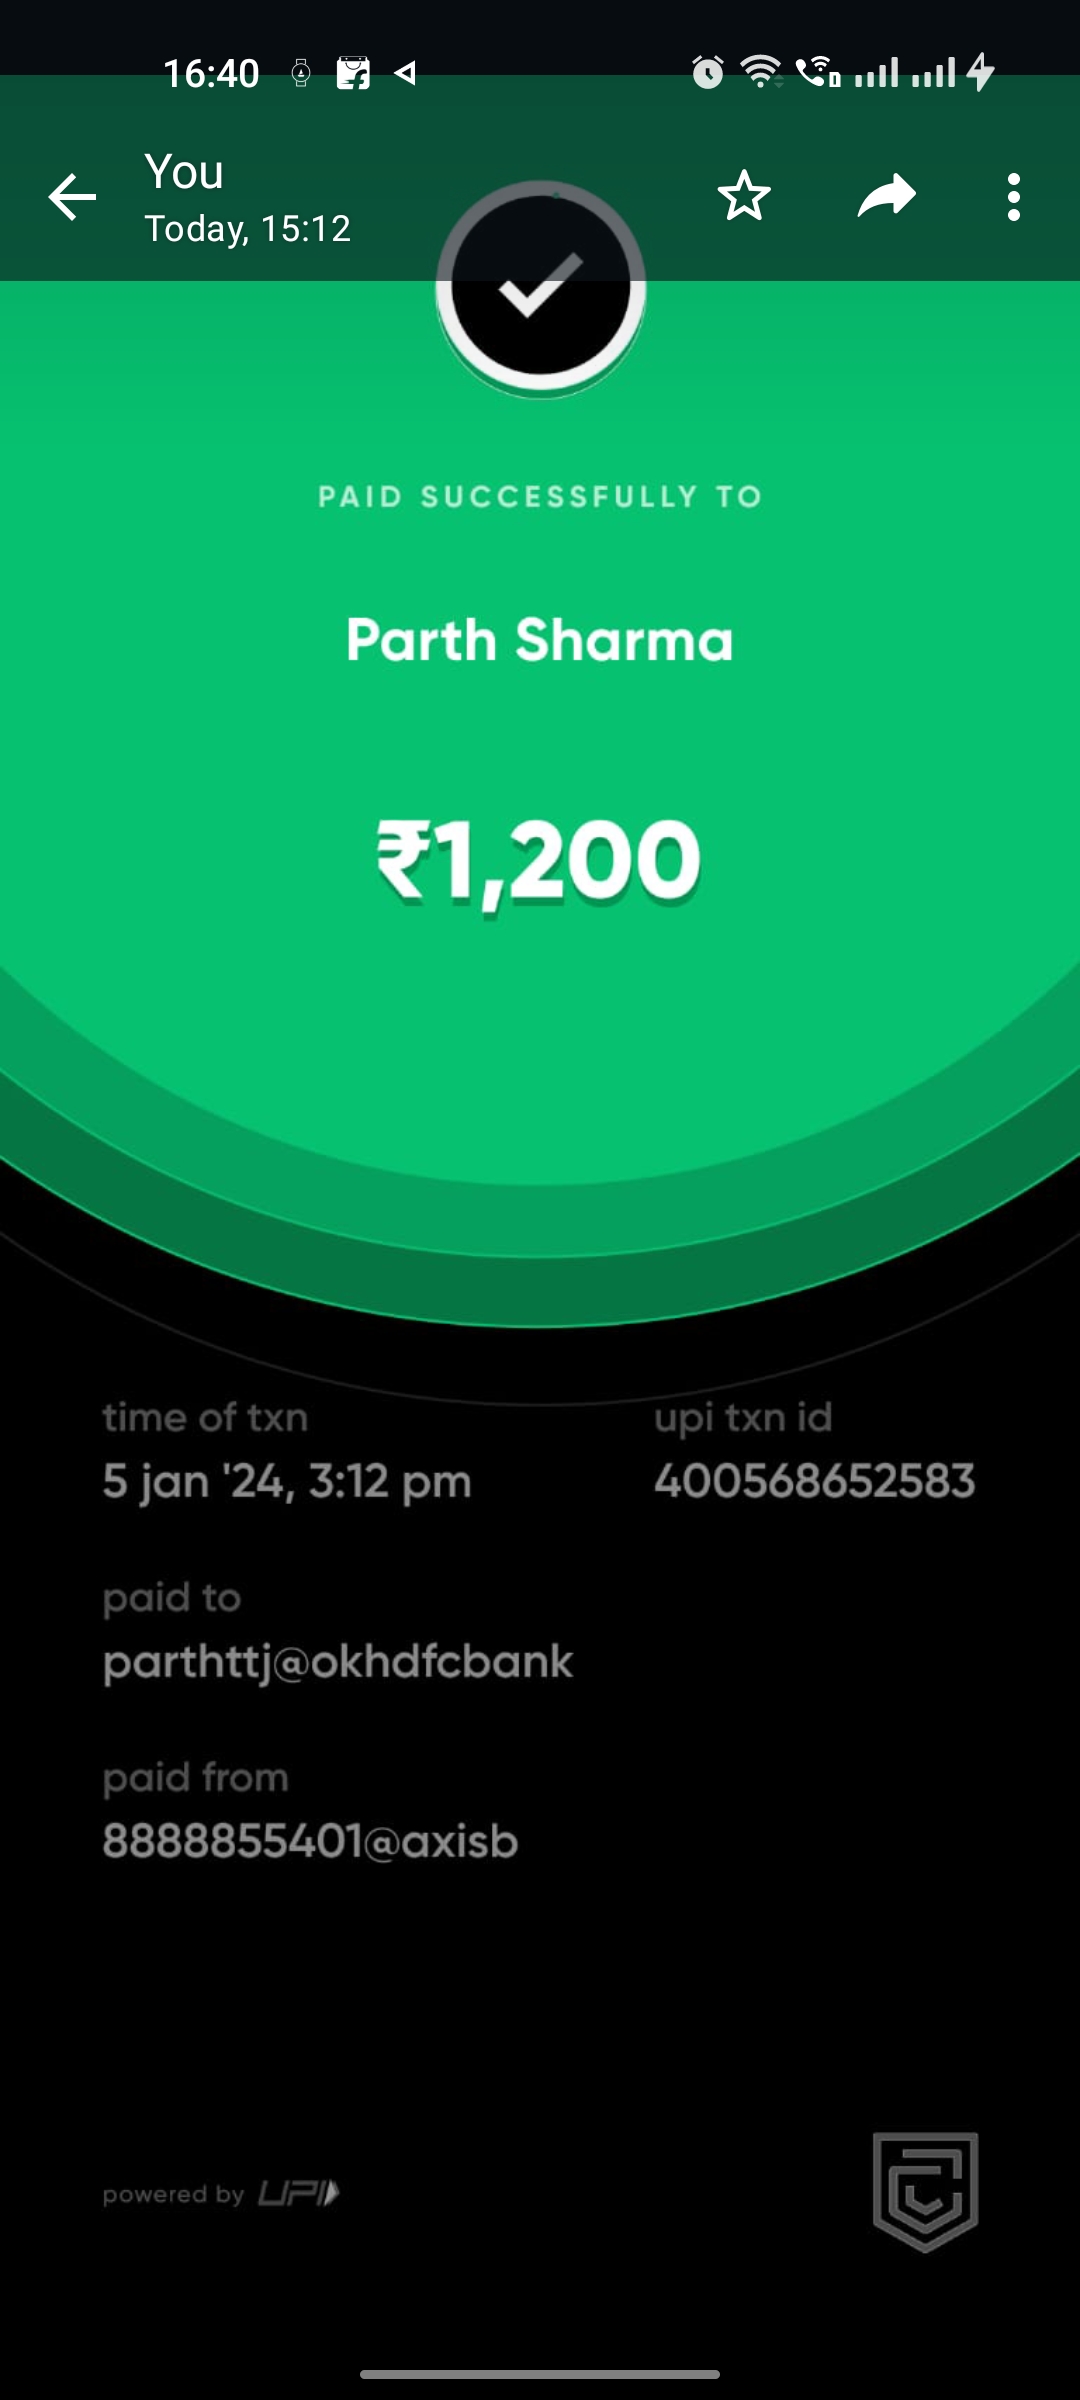 16:40
You
Today, 15:12
PAID SUCCESSFULLY TO
Parth Sharma
₹1,200
time of txn
5 jan '24, 3:12 pm
upi txn id
400568652583
paid to
parthttj@okhdfcbank
paid from
8888855401@axisb
powered by UPI